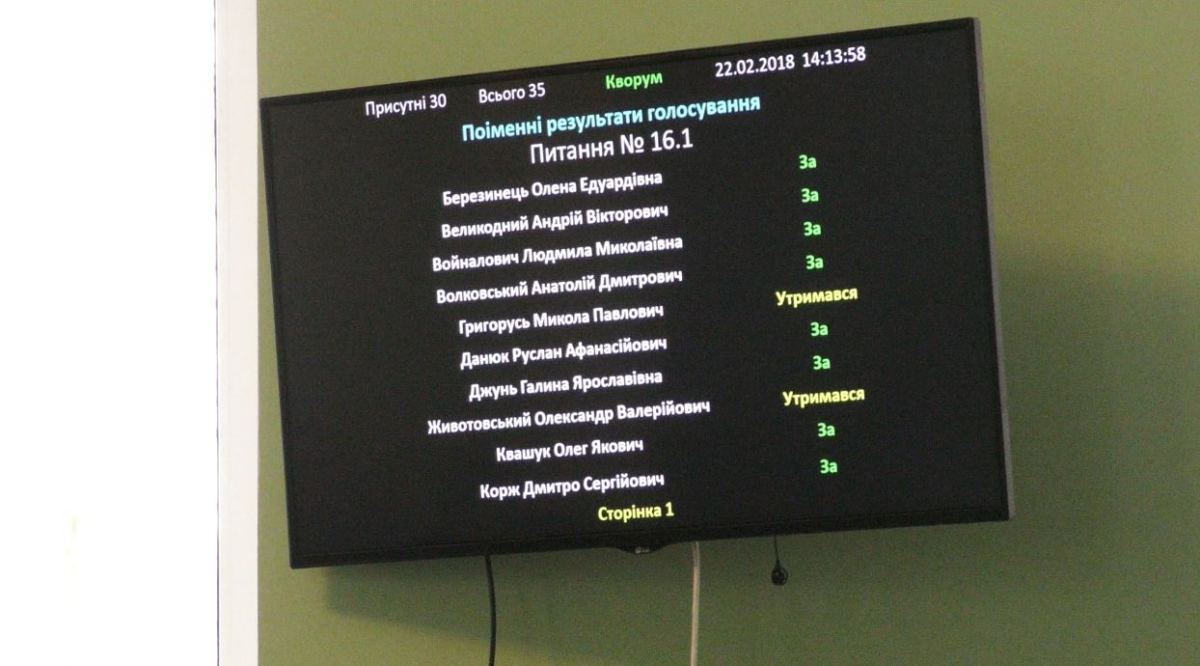 Присутні 30 Всього 35 Кворум 22.02.2018 14:13:58
Поіменні результати голосування
Питання № 16.1
Березинець Олена Едуардівна За
Великодний Андрій Вікторович За
Войналович Людмила Миколаївна За
Волковський Анатолій Дмитрович За
Григорусь Микола Павлович Утримався
Данюк Руслан Афанасійович За
Джунь Галина Ярославівна За
Животовський Олександр Валерійович Утримався
Квашук Олег Якович За
Корж Дмитро Сергійович За
Сторінка 1